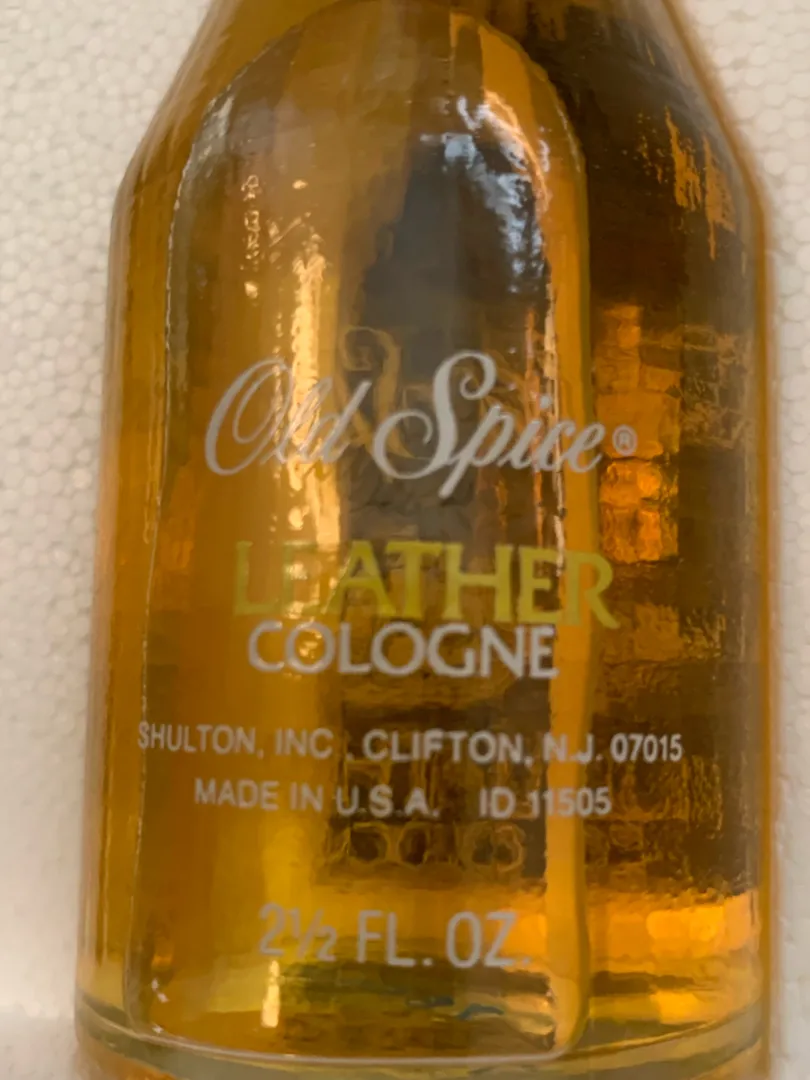 Old Spice®
LEATHER
COLOGNE
SHULTON, INC. CLIFTON, N.J. 07015
MADE IN U.S.A. ID 11505
2½ FL. OZ.